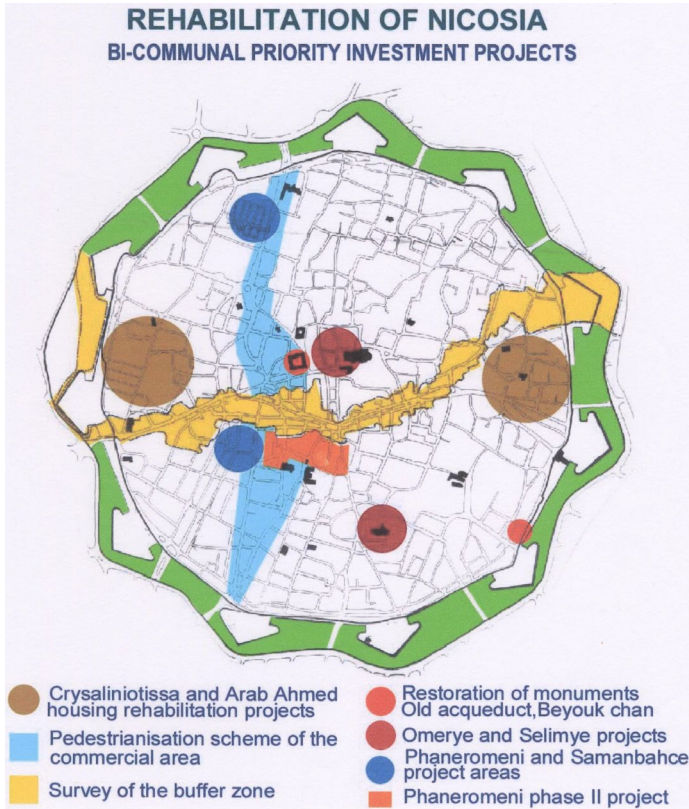 REHABILITATION OF NICOSIA
BI-COMMUNAL PRIORITY INVESTMENT PROJECTS
Crysaliniotissa and Arab Ahmed
housing rehabilitation projects
Pedestrianisation scheme of the
commercial area
Survey of the buffer zone
Restoration of monuments
Old acqueduct,Beyouk chan
Omerye and Selimye projects
Phaneromeni and Samanbahce
project areas
Phaneromeni phase II project